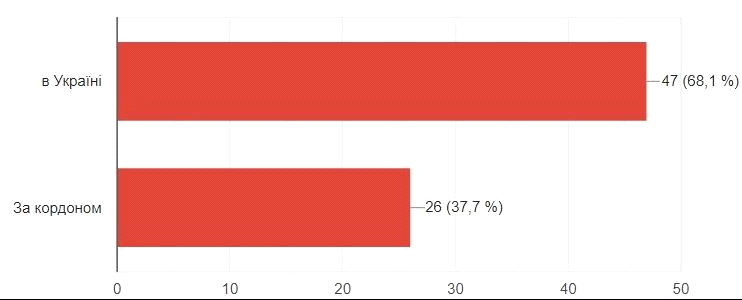 в Україні 47 (68,1 %)
За кордоном 26 (37,7 %)
0 10 20 30 40 50